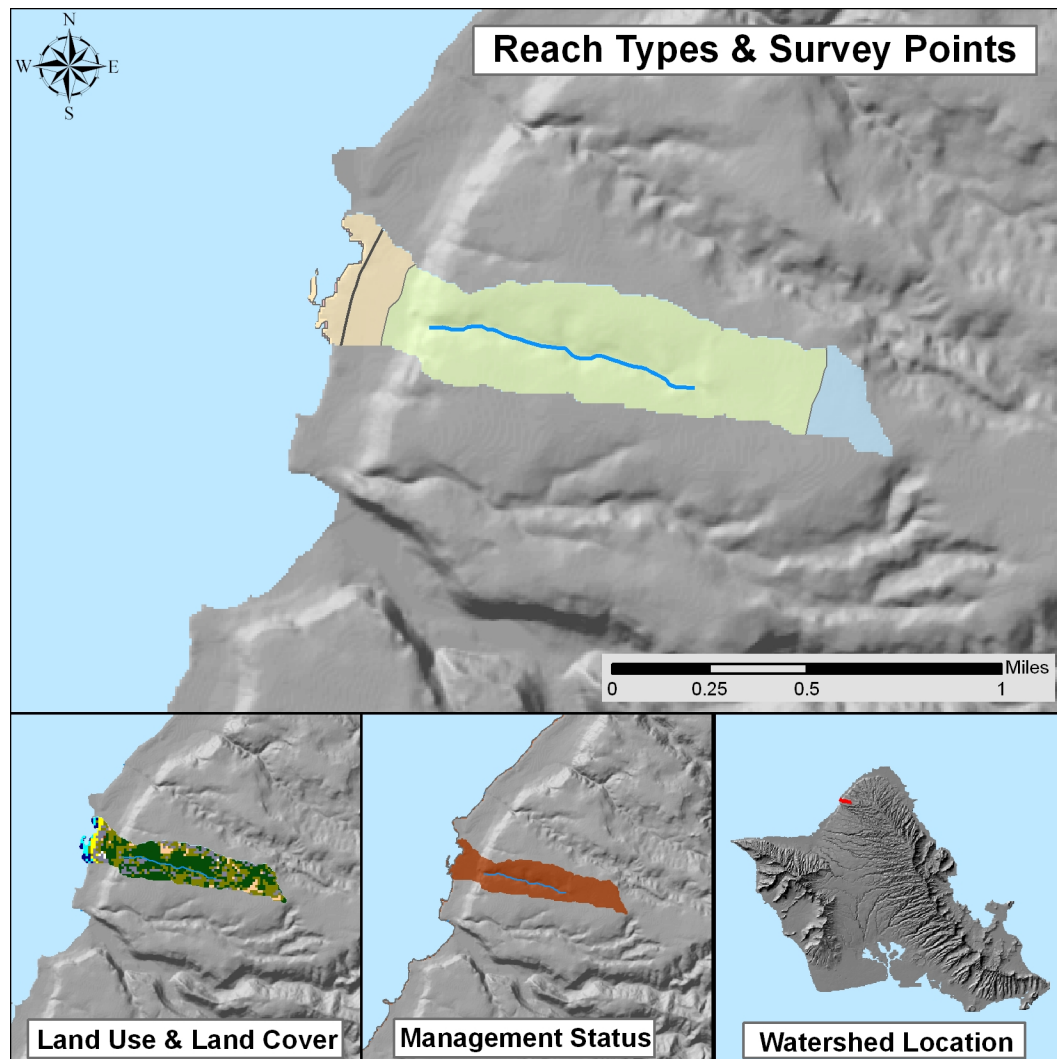 N
Reach Types & Survey Points
W
E
S
Miles
0
0.25
0.5
1
Land Use & Land Cover
Management Status
Watershed Location